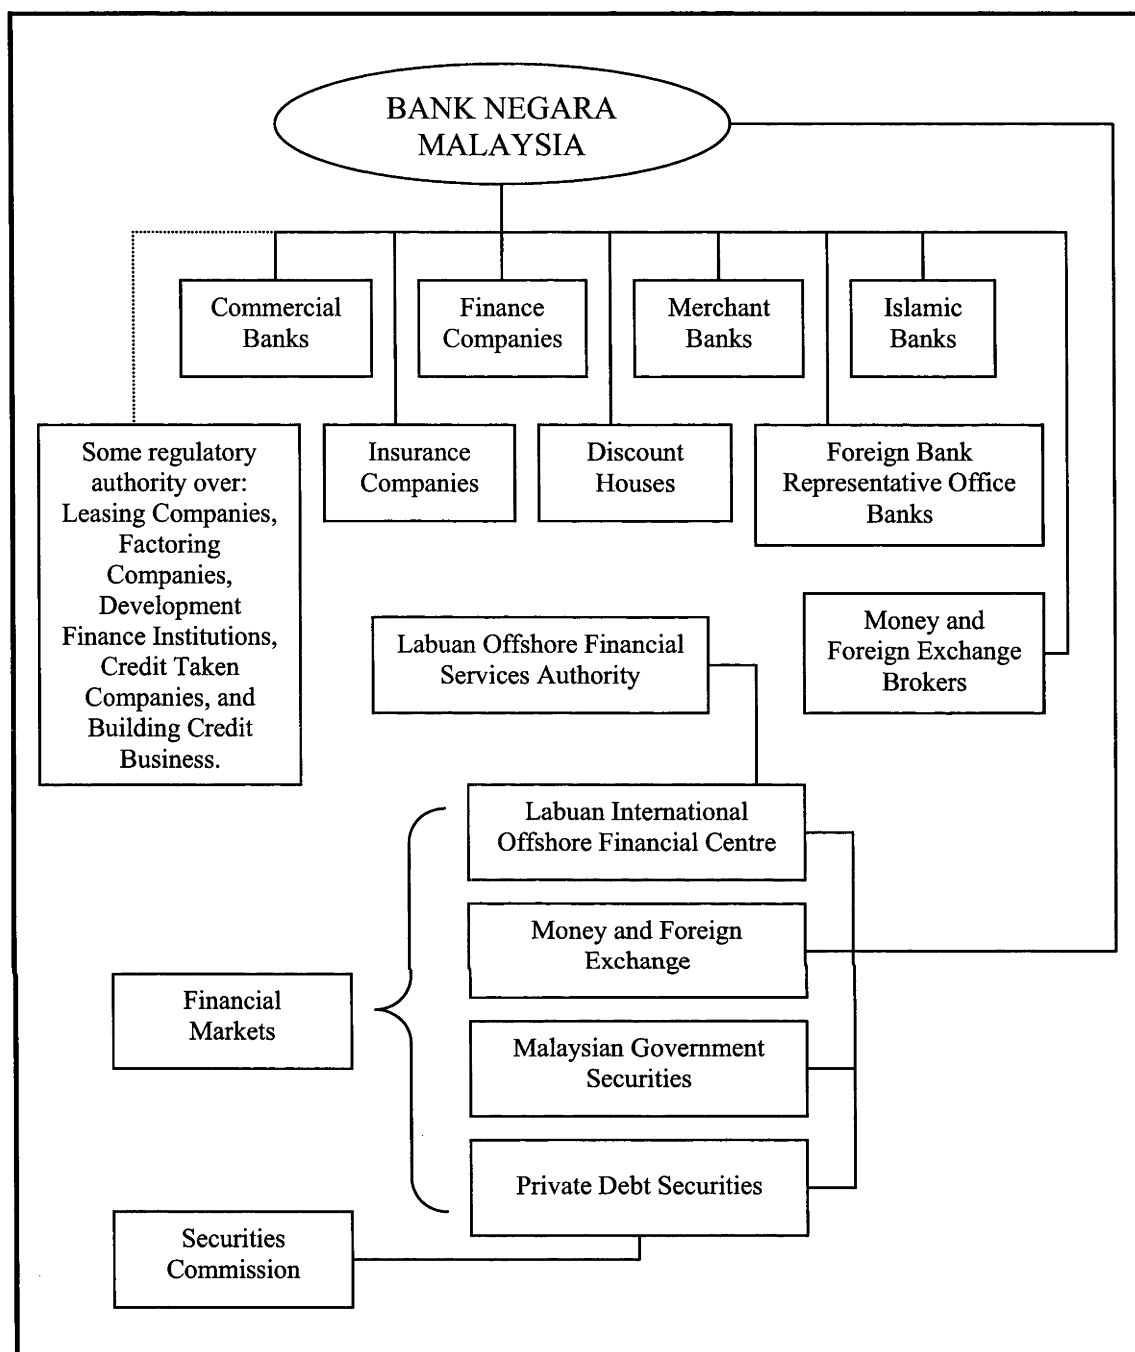 BANK NEGARA
MALAYSIA
Commercial
Banks
Finance
Companies
Merchant
Banks
Islamic
Banks
Some regulatory
authority over:
Leasing Companies,
Factoring
Companies,
Development
Finance Institutions,
Credit Taken
Companies, and
Building Credit
Business.
Insurance
Companies
Discount
Houses
Foreign Bank
Representative Office
Banks
Labuan Offshore Financial
Services Authority
Money and
Foreign Exchange
Brokers
Labuan International
Offshore Financial Centre
Money and Foreign
Exchange
Financial
Markets
Malaysian Government
Securities
Private Debt Securities
Securities
Commission